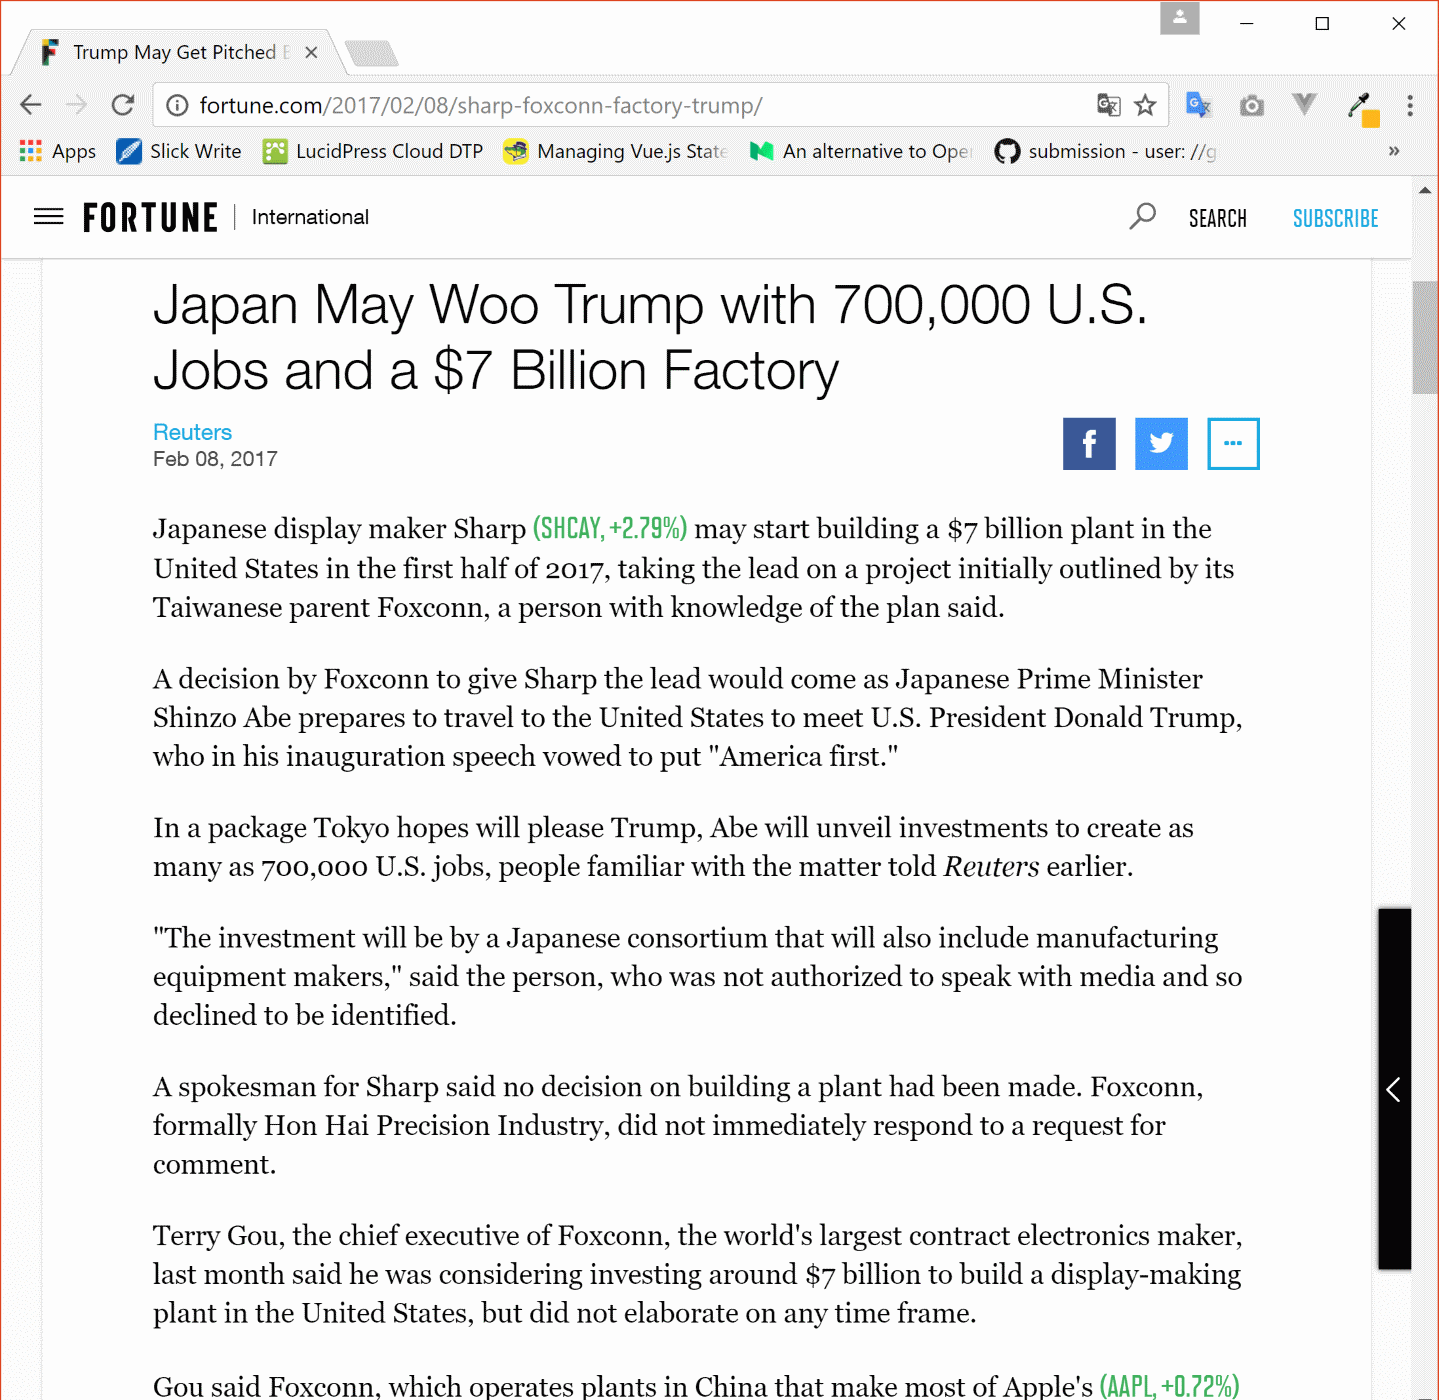 Trump May Get Pitched
fortune.com/2017/02/08/sharp-foxconn-factory-trump/
Apps Slick Write LucidPress Cloud DTP Managing Vue.js State An alternative to Ope submission - user: //g »
FORTUNE International SEARCH SUBSCRIBE
Japan May Woo Trump with 700,000 U.S.
Jobs and a $7 Billion Factory
Reuters
Feb 08, 2017
Japanese display maker Sharp (SHCAY, +2.79%) may start building a $7 billion plant in the
United States in the first half of 2017, taking the lead on a project initially outlined by its
Taiwanese parent Foxconn, a person with knowledge of the plan said.
A decision by Foxconn to give Sharp the lead would come as Japanese Prime Minister
Shinzo Abe prepares to travel to the United States to meet U.S. President Donald Trump,
who in his inauguration speech vowed to put "America first."
In a package Tokyo hopes will please Trump, Abe will unveil investments to create as
many as 700,000 U.S. jobs, people familiar with the matter told Reuters earlier.
"The investment will be by a Japanese consortium that will also include manufacturing
equipment makers," said the person, who was not authorized to speak with media and so
declined to be identified.
A spokesman for Sharp said no decision on building a plant had been made. Foxconn,
formally Hon Hai Precision Industry, did not immediately respond to a request for
comment.
Terry Gou, the chief executive of Foxconn, the world's largest contract electronics maker,
last month said he was considering investing around $7 billion to build a display-making
plant in the United States, but did not elaborate on any time frame.
Gou said Foxconn, which operates plants in China that make most of Apple's (AAPL, +0.72%)